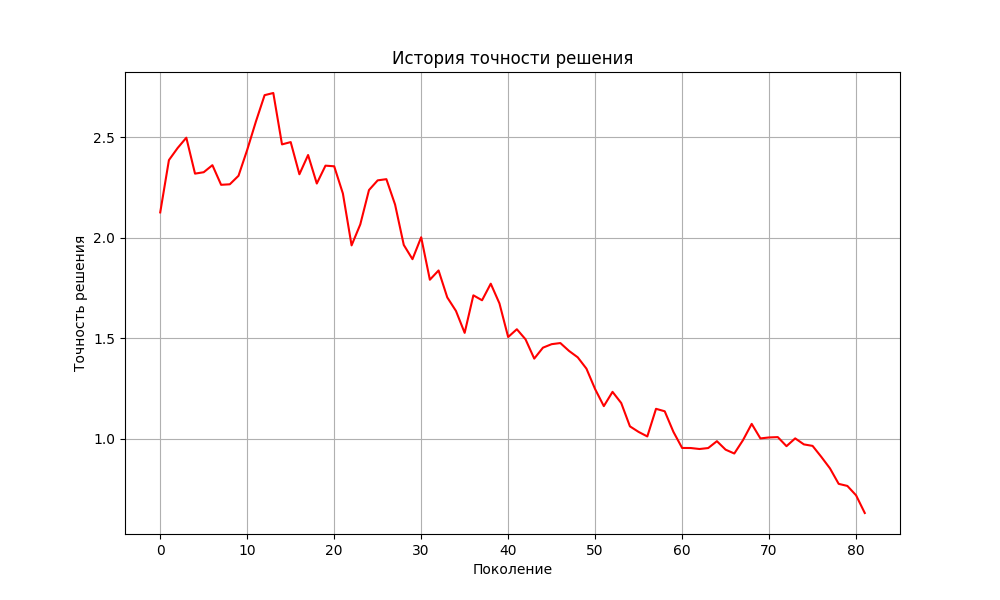 История точности решения
Точность решения
2.5
2.0
1.5
1.0
0 10 20 30 40 50 60 70 80
Поколение